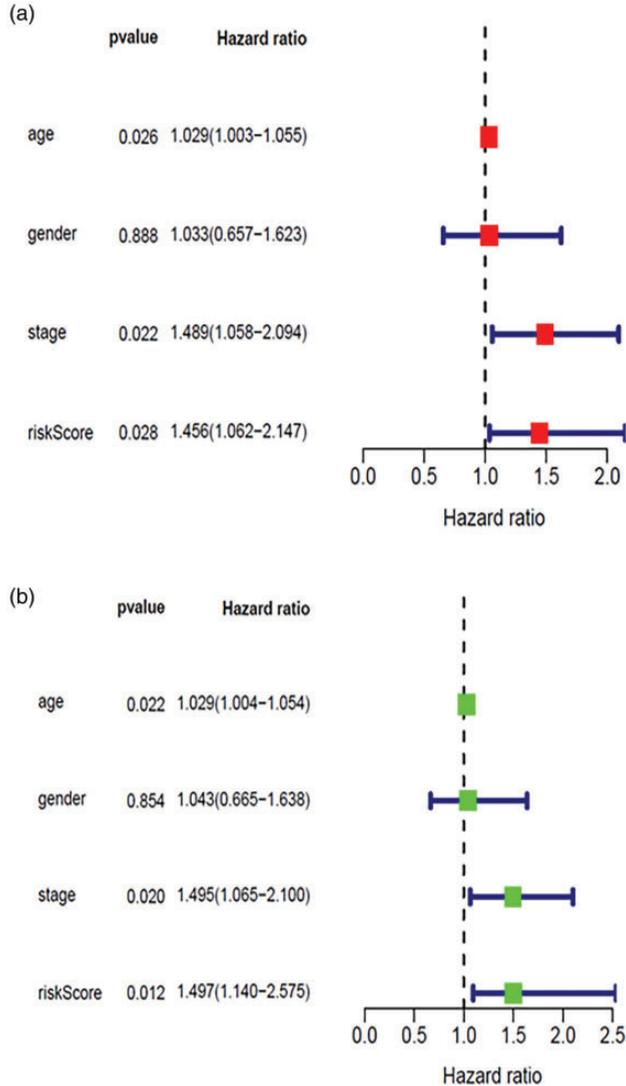 (a)
pvalue Hazard ratio
age 0.026 1.029(1.003−1.055)
gender 0.888 1.033(0.657−1.623)
stage 0.022 1.489(1.058−2.094)
riskScore 0.028 1.456(1.062−2.147)
0.0 0.5 1.0 1.5 2.0
Hazard ratio
(b)
pvalue Hazard ratio
age 0.022 1.029(1.004−1.054)
gender 0.854 1.043(0.665−1.638)
stage 0.020 1.495(1.065−2.100)
riskScore 0.012 1.497(1.140−2.575)
0.0 0.5 1.0 1.5 2.0 2.5
Hazard ratio